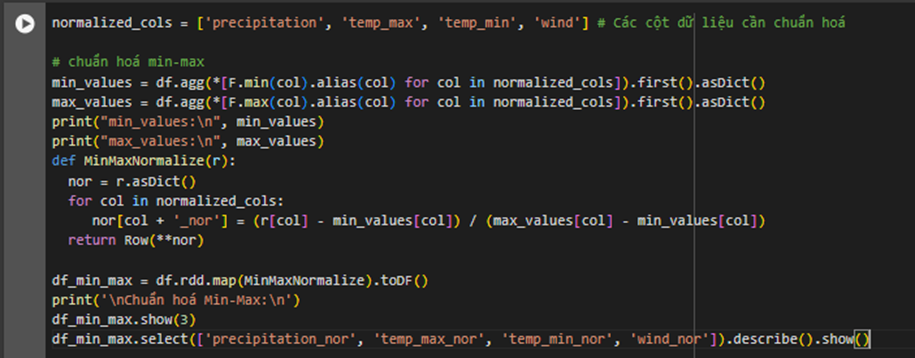 normalized_cols = ['precipitation', 'temp_max', 'temp_min', 'wind'] # Các cột dữ liệu cần chuẩn hoá
# chuẩn hoá min-max
min_values = df.agg(*[F.min(col).alias(col) for col in normalized_cols]).first().asDict()
max_values = df.agg(*[F.max(col).alias(col) for col in normalized_cols]).first().asDict()
print("min_values:\n", min_values)
print("max_values:\n", max_values)
def MinMaxNormalize(r):
  nor = r.asDict()
  for col in normalized_cols:
     nor[col + '_nor'] = (r[col] - min_values[col]) / (max_values[col] - min_values[col])
  return Row(**nor)
df_min_max = df.rdd.map(MinMaxNormalize).toDF()
print('\nChuẩn hoá Min-Max:\n')
df_min_max.show(3)
df_min_max.select(['precipitation_nor', 'temp_max_nor', 'temp_min_nor', 'wind_nor']).describe().show()